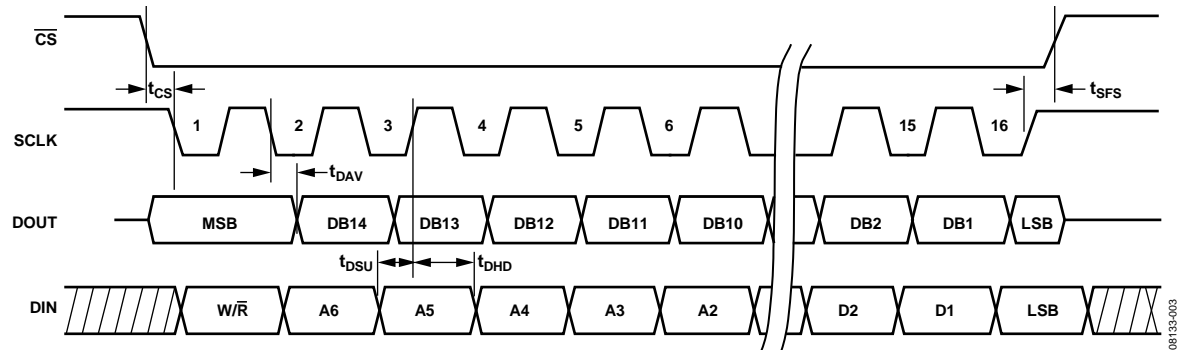 CS
tCS
tSFS
SCLK
1 2 3 4 5 6 15 16
tDAV
DOUT
MSB DB14 DB13 DB12 DB11 DB10 DB2 DB1 LSB
tDSU
tDHD
DIN
W/R A6 A5 A4 A3 A2 D2 D1 LSB
08133-003